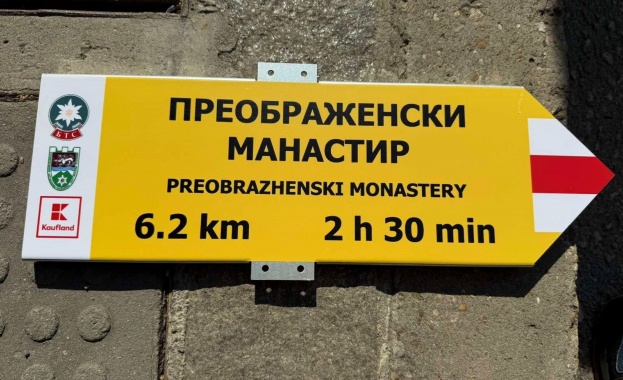 ПРЕОБРАЖЕНСКИ
МАНАСТИР
PREOBRAZHENSKI MONASTERY
6.2 km 2 h 30 min
БТС
Kaufland